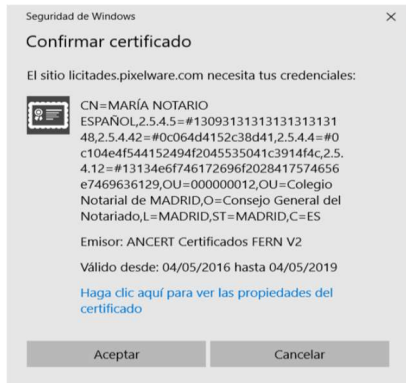 Seguridad de Windows
Confirmar certificado
El sitio licitades.pixelware.com necesita tus credenciales:
CN=MARÍA NOTARIO
ESPAÑOL,2.5.4.5=#13093131313131313131
48,2.5.4.42=#0c064d4152c38d41,2.5.4.4=#0
c104e4f544152494f2045535041c3914f4c,2.5.
4.12=#13134e6f746172696f2028417574656
e7469636129,OU=000000012,OU=Colegio
Notarial de MADRID,O=Consejo General del
Notariado,L=MADRID,ST=MADRID,C=ES
Emisor: ANCERT Certificados FERN V2
Válido desde: 04/05/2016 hasta 04/05/2019
Haga clic aquí para ver las propiedades del
certificado
Aceptar
Cancelar